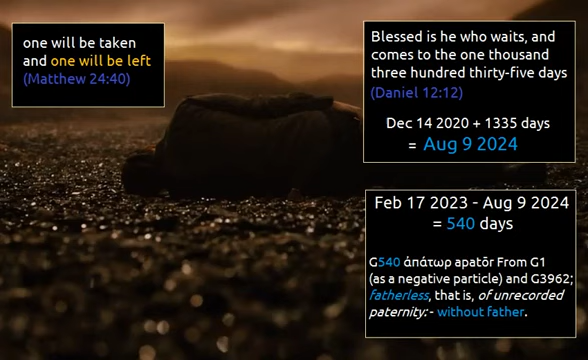 one will be taken
and one will be left
(Matthew 24:40)
Blessed is he who waits, and
comes to the one thousand
three hundred thirty-five days
(Daniel 12:12)
Dec 14 2020 + 1335 days
= Aug 9 2024
Feb 17 2023 - Aug 9 2024
= 540 days
G540 ἀπάτωρ apatōr From G1
(as a negative particle) and G3962;
fatherless, that is, of unrecorded
paternity:- without father.